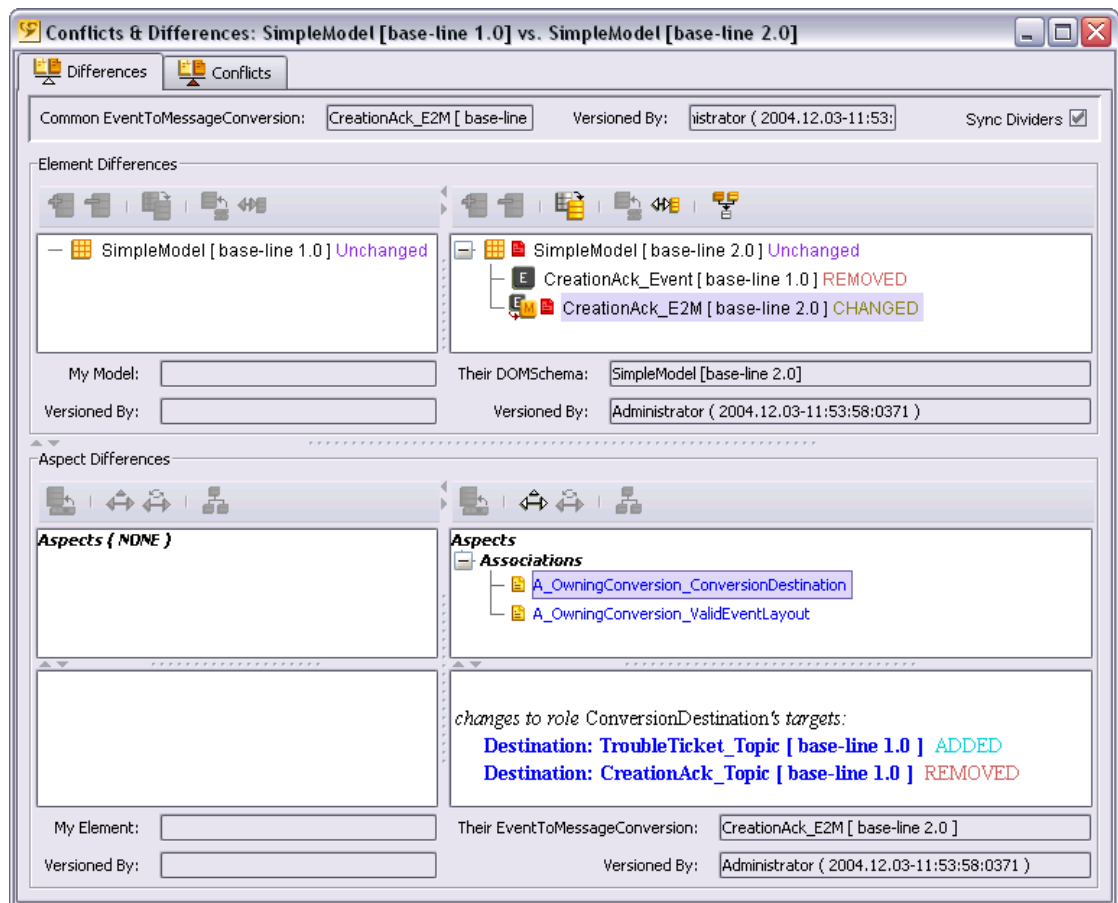 Conflicts & Differences: SimpleModel [base-line 1.0] vs. SimpleModel [base-line 2.0]
Differences Conflicts
Common EventToMessageConversion: CreationAck_E2M [ base-line Versioned By: istrator ( 2004.12.03-11:53: Sync Dividers
Element Differences
SimpleModel [ base-line 1.0 ] Unchanged
SimpleModel [ base-line 2.0 ] Unchanged
E CreationAck_Event [ base-line 1.0 ] REMOVED
E M CreationAck_E2M [ base-line 2.0 ] CHANGED
My Model: Their DOMSchema: SimpleModel [base-line 2.0]
Versioned By: Versioned By: Administrator ( 2004.12.03-11:53:58:0371 )
Aspect Differences
Aspects ( NONE )
Aspects
Associations
A_OwningConversion_ConversionDestination
A_OwningConversion_ValidEventLayout
changes to role ConversionDestination's targets:
Destination: TroubleTicket_Topic [ base-line 1.0 ] ADDED
Destination: CreationAck_Topic [ base-line 1.0 ] REMOVED
My Element: Their EventToMessageConversion: CreationAck_E2M [ base-line 2.0 ]
Versioned By: Versioned By: Administrator ( 2004.12.03-11:53:58:0371 )